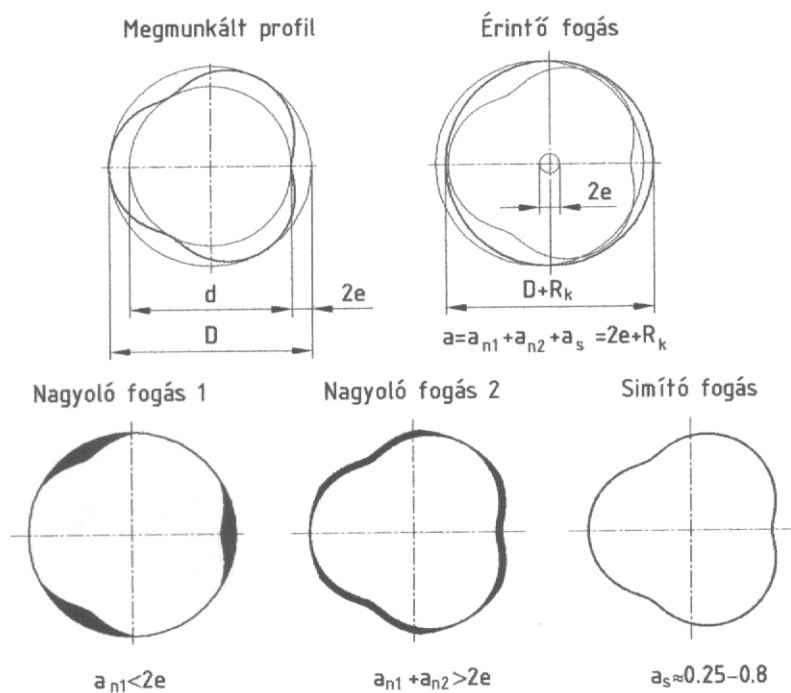 Megmunkált profil
Érintő fogás
d
2e
D
2e
D+Rk
a=an1+an2+as =2e+Rk
Nagyoló fogás 1
Nagyoló fogás 2
Simító fogás
an1<2e
an1+an2>2e
as≈0.25-0.8